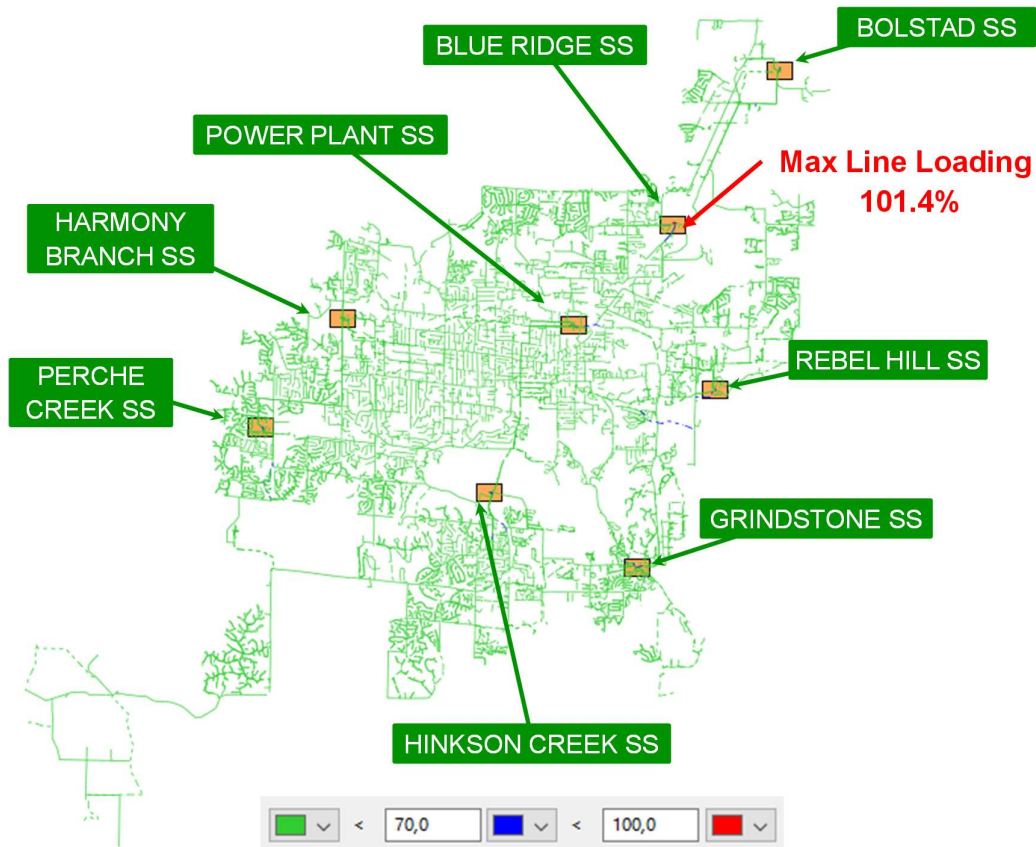 BOLSTAD SS
BLUE RIDGE SS
POWER PLANT SS
Max Line Loading
101.4%
HARMONY
BRANCH SS
REBEL HILL SS
PERCHE
CREEK SS
GRINDSTONE SS
HINKSON CREEK SS
< 70,0 < 100,0